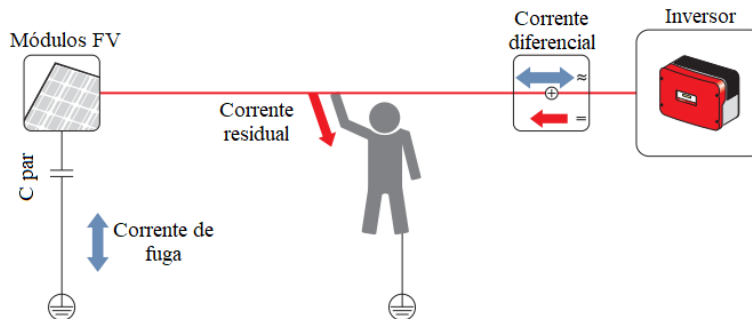 Módulos FV
Corrente
diferencial
Inversor
≈
Corrente
residual
=
C par
Corrente de
fuga